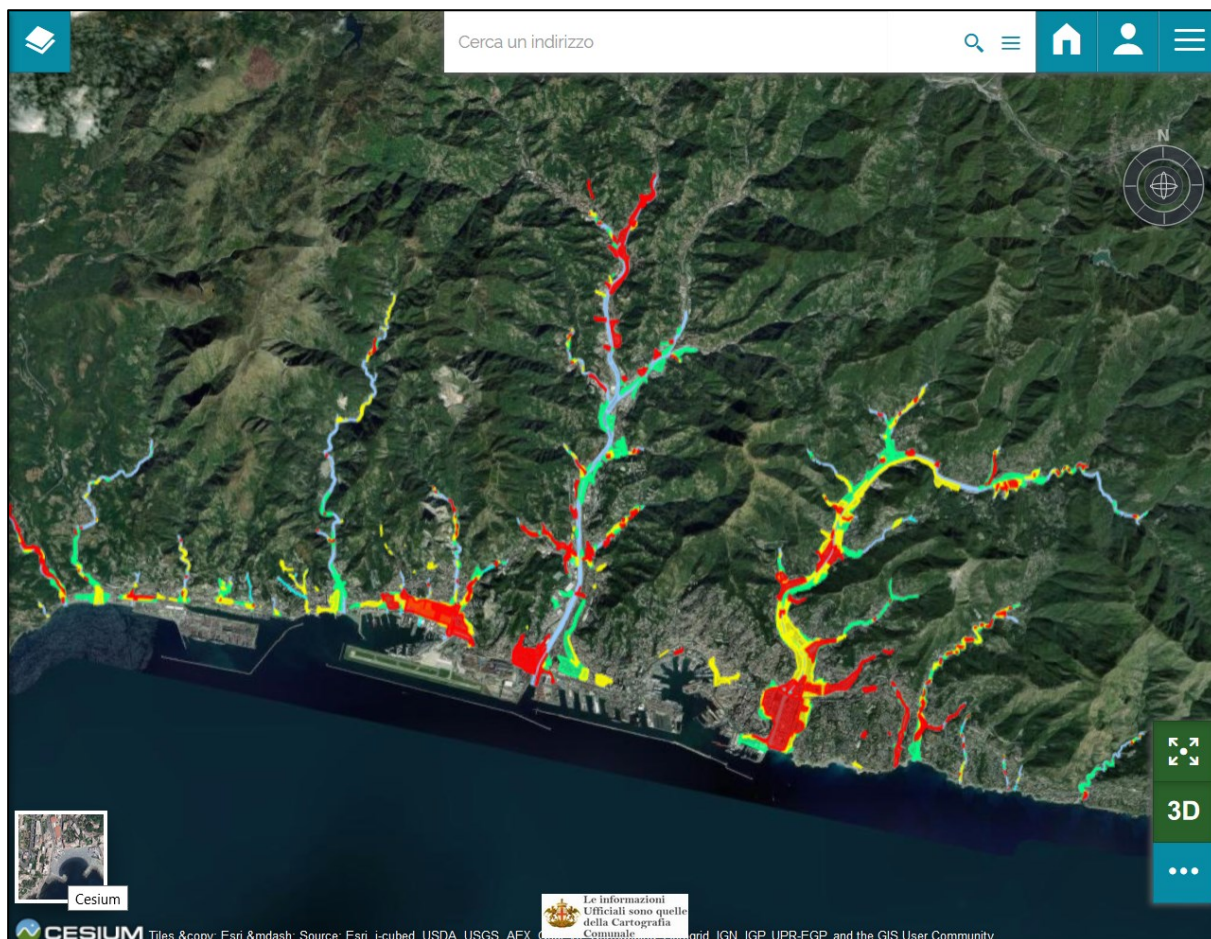 Cerca un indirizzo
N
3D
Cesium
Le informazioni
Ufficiali sono quelle
della Cartografia
Comunale
CESIUM Tiles &copy; Esri &mdash; Source: Esri, i-cubed, USDA, USGS, AEX, IGN, IGP, UPR-EGP, and the GIS User Community